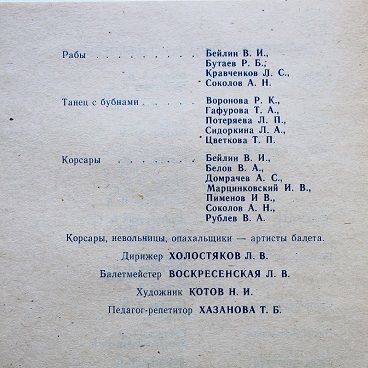 Рабы . . . . . . . . . Бейлин В. И.,
Бутаев Р. Б.,
Кравченков Л. С.,
Соколов А. Н.
Танец с бубнами . . . . . Воронова Р. К.,
Гафурова Т. А.,
Потеряева Л. П.,
Сидоркина Л. А.,
Цветкова Т. П.
Корсары . . . . . . . . Бейлин В. И.,
Белов В. А.,
Домрачев А. С.,
Марцинковский И. В.,
Пименов И В.,
Соколов А. Н.,
Рублев В. А.
Корсары, невольницы, опахальщики — артисты балета.
Дирижер ХОЛОСТЯКОВ Л. В.
Балетмейстер ВОСКРЕСЕНСКАЯ Л. В.
Художник КОТОВ Н. И.
Педагог-репетитор ХАЗАНОВА Т. Б.